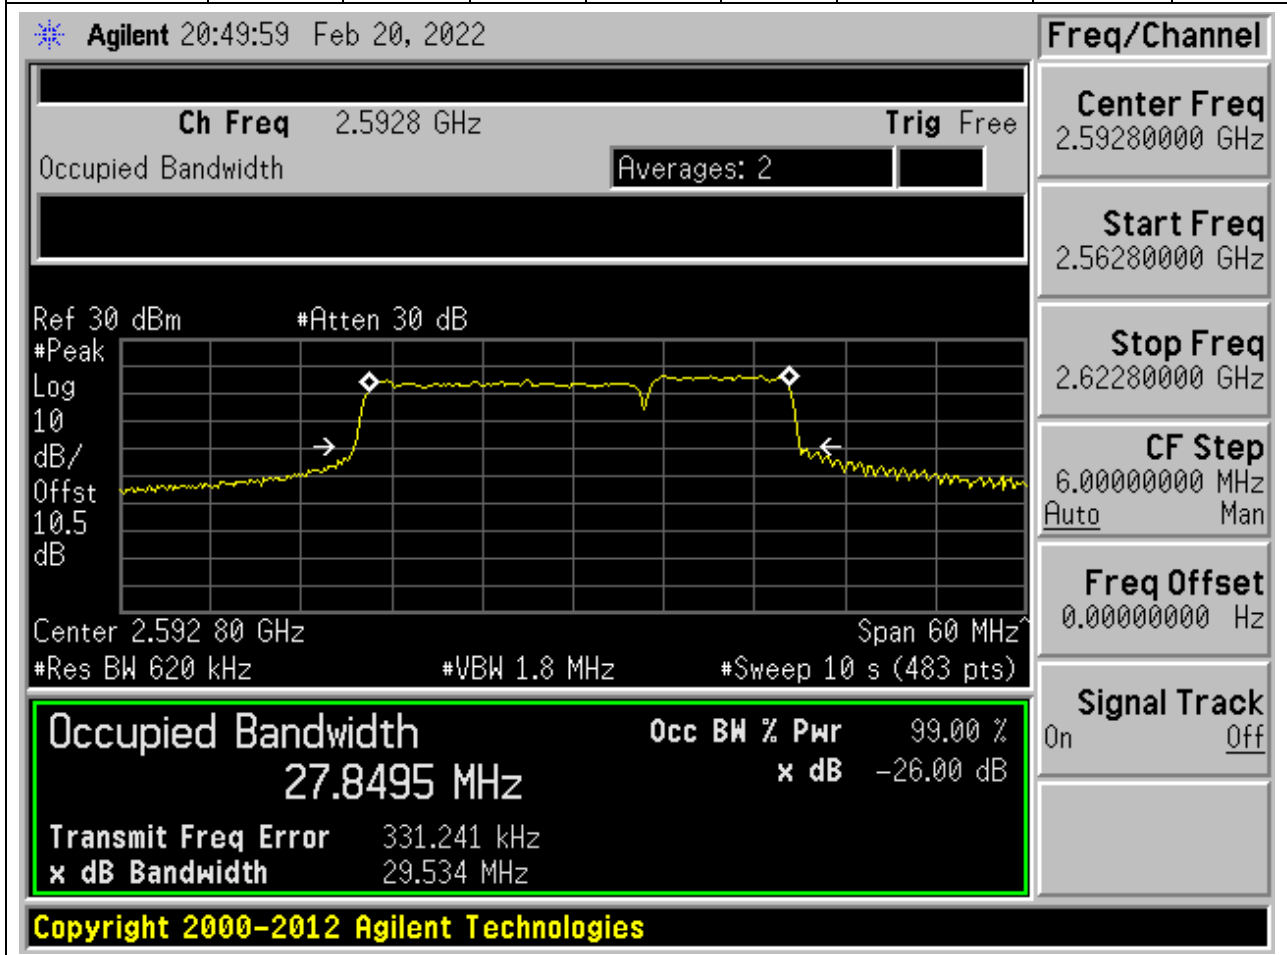 Agilent 20:49:59 Feb 20, 2022
Freq/Channel
Ch Freq 2.5928 GHz Trig Free
Occupied Bandwidth Averages: 2
Ref 30 dBm #Atten 30 dB
#Peak
Log
10
dB/
Offst
10.5
dB
Center 2.592 80 GHz Span 60 MHz^
#Res BW 620 kHz #VBW 1.8 MHz #Sweep 10 s (483 pts)
Occupied Bandwidth Occ BW % Pwr 99.00 %
27.8495 MHz x dB -26.00 dB
Transmit Freq Error 331.241 kHz
x dB Bandwidth 29.534 MHz
Center Freq
2.59280000 GHz
Start Freq
2.56280000 GHz
Stop Freq
2.62280000 GHz
CF Step
6.00000000 MHz
Auto Man
Freq Offset
0.00000000 Hz
Signal Track
On Off
Copyright 2000-2012 Agilent Technologies